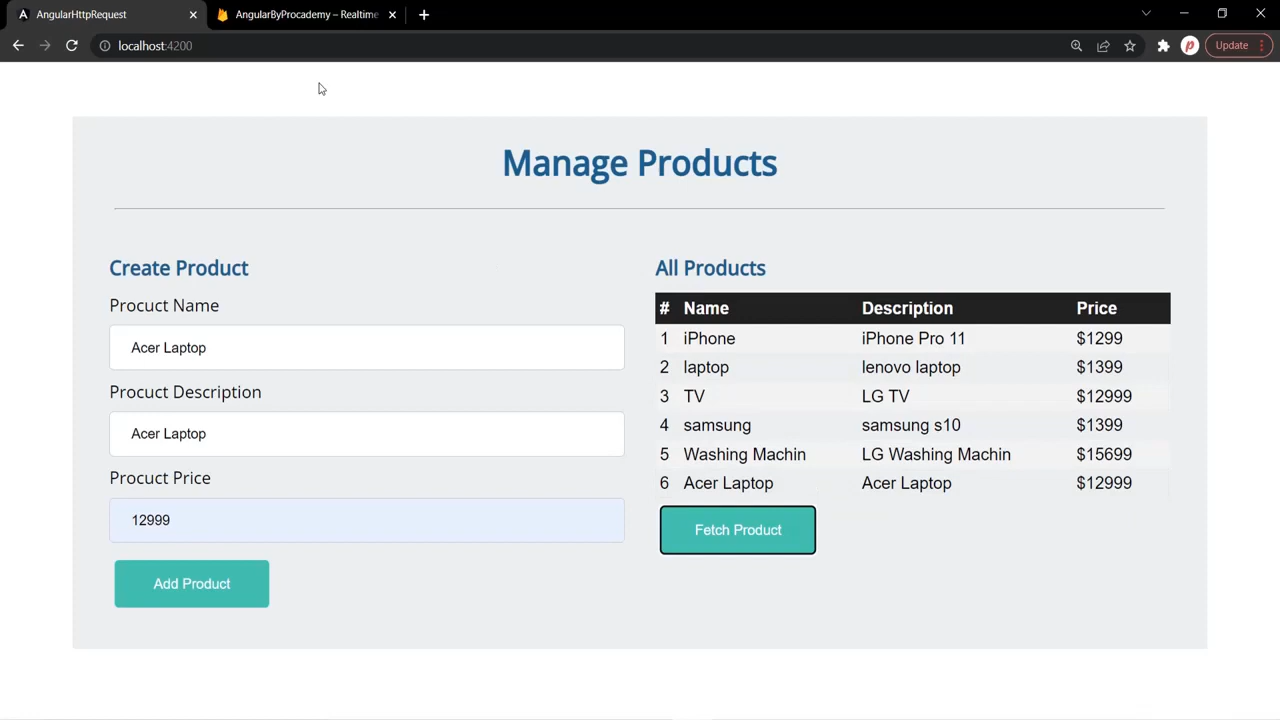 AngularHttpRequest
AngularByProcademy – Realtime
localhost:4200
Update
Manage Products
Create Product
Product Name
Acer Laptop
Product Description
Acer Laptop
Product Price
12999
Add Product
All Products
# Name Description Price
1 iPhone iPhone Pro 11 $1299
2 laptop lenovo laptop $1399
3 TV LG TV $12999
4 samsung samsung s10 $1399
5 Washing Machin LG Washing Machin $15699
6 Acer Laptop Acer Laptop $12999
Fetch Product